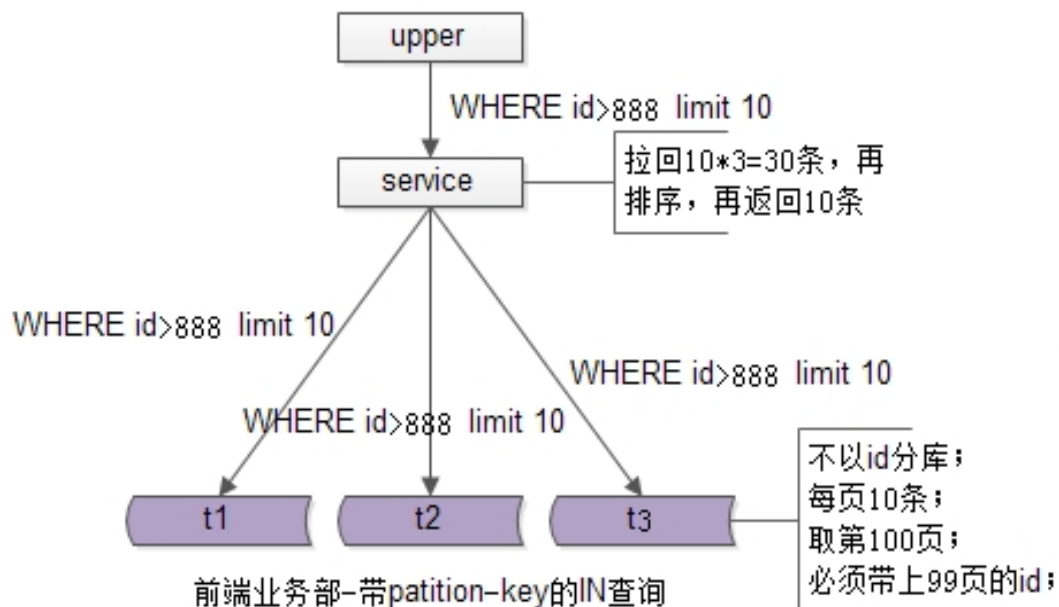 upper
WHERE id>888 limit 10
拉回10*3=30条，再
排序，再返回10条
service
WHERE id>888 limit 10
WHERE id>888 limit 10
WHERE id>888 limit 10
t1
t2
t3
不以id分库；
每页10条；
取第100页；
必须带上99页的id；
前端业务部-带patition-key的IN查询